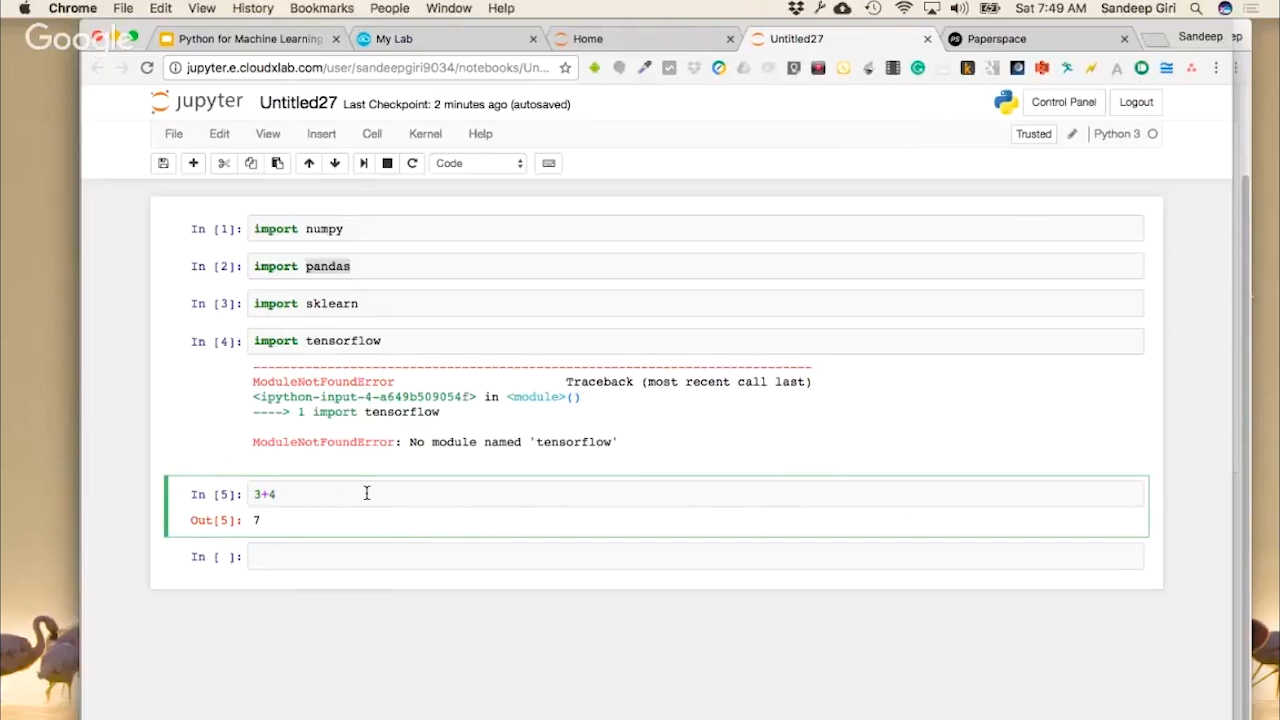 Chrome File Edit View History Bookmarks People Window Help Sat 7:49 AM Sandeep Giri
Google
Python for Machine Learning My Lab Home Untitled27 Paperspace Sandeep
jupyter.e.cloudxlab.com/user/sandeepgiri9034/notebooks/Un...
jupyter Untitled27 Last Checkpoint: 2 minutes ago (autosaved) Control Panel Logout
File Edit View Insert Cell Kernel Help Trusted Python 3
Code
In [1]: import numpy
In [2]: import pandas
In [3]: import sklearn
In [4]: import tensorflow
---------------------------------------------------------------------------
ModuleNotFoundError Traceback (most recent call last)
<ipython-input-4-a649b509054f> in <module>()
----> 1 import tensorflow
ModuleNotFoundError: No module named 'tensorflow'
In [5]: 3+4
Out[5]: 7
In [ ]: